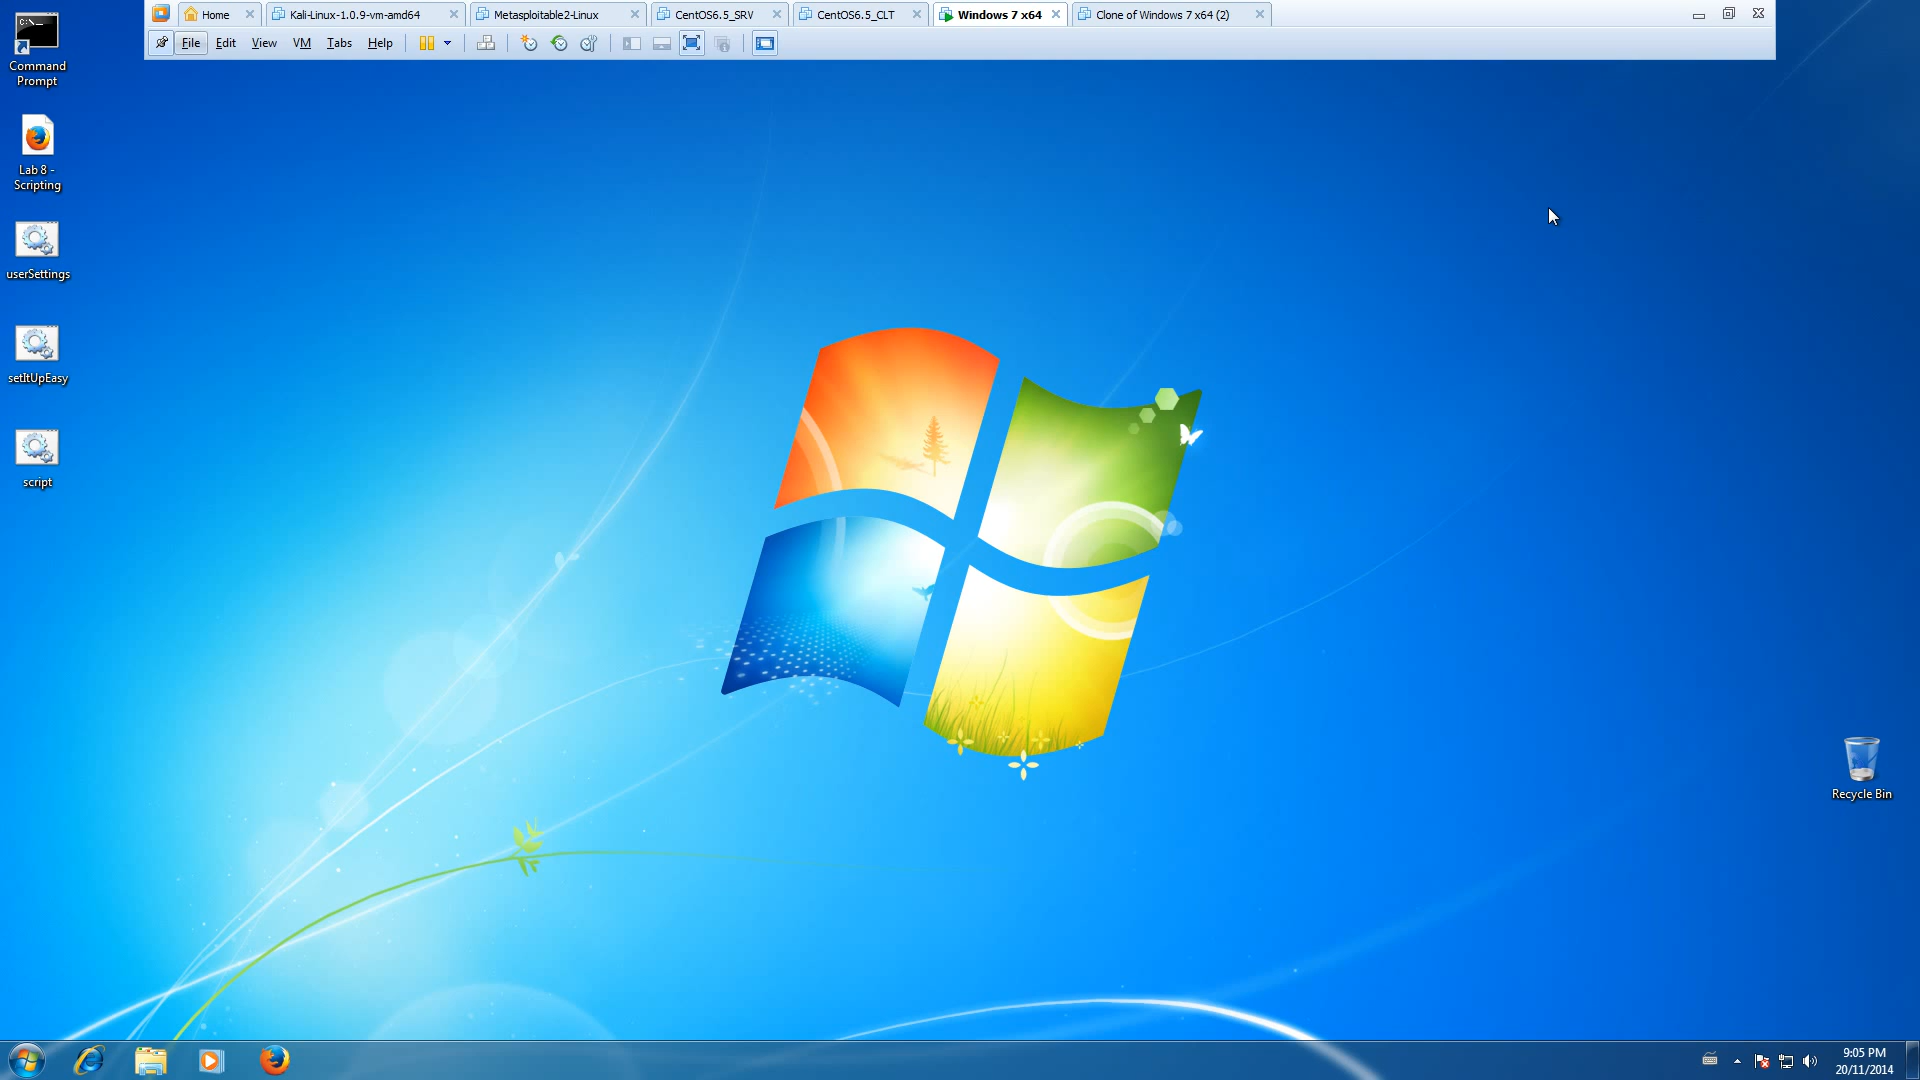 Home
Kali-Linux-1.0.9-vm-amd64
Metasploitable2-Linux
CentOS6.5_SRV
CentOS6.5_CLT
Windows 7 x64
Clone of Windows 7 x64 (2)
File Edit View VM Tabs Help
C:\_
Command
Prompt
Lab 8 -
Scripting
userSettings
setItUpEasy
script
Recycle Bin
9:05 PM
20/11/2014